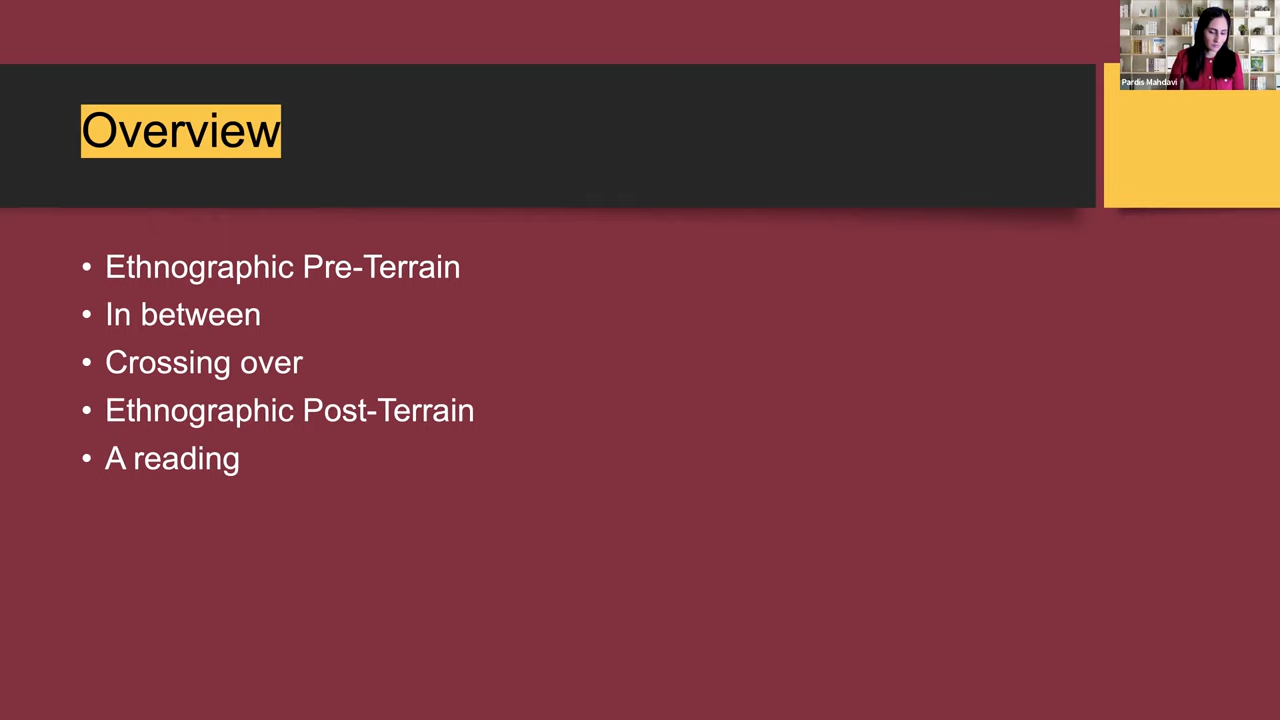 Pardis Mahdavi
Overview
• Ethnographic Pre-Terrain
• In between
• Crossing over
• Ethnographic Post-Terrain
• A reading